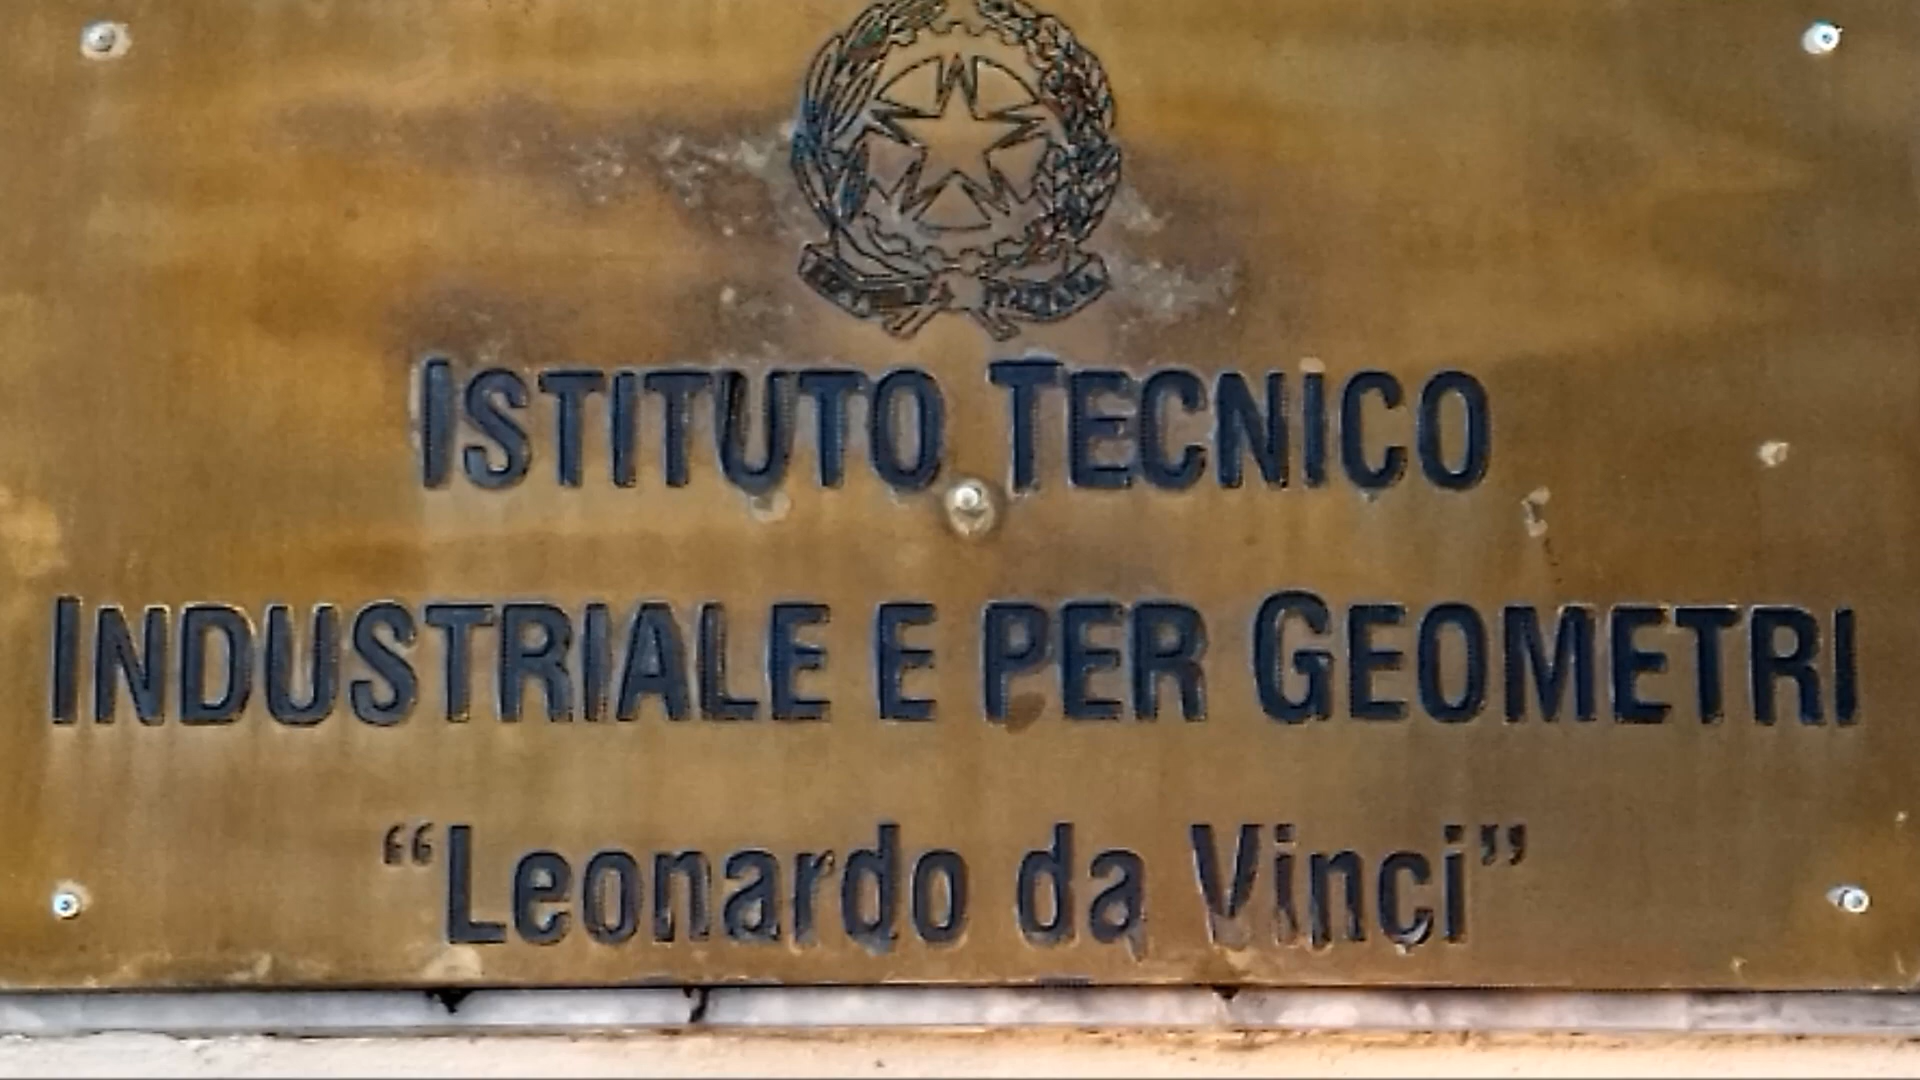 ISTITUTO TECNICO
INDUSTRIALE E PER GEOMETRI
“Leonardo da Vinci”